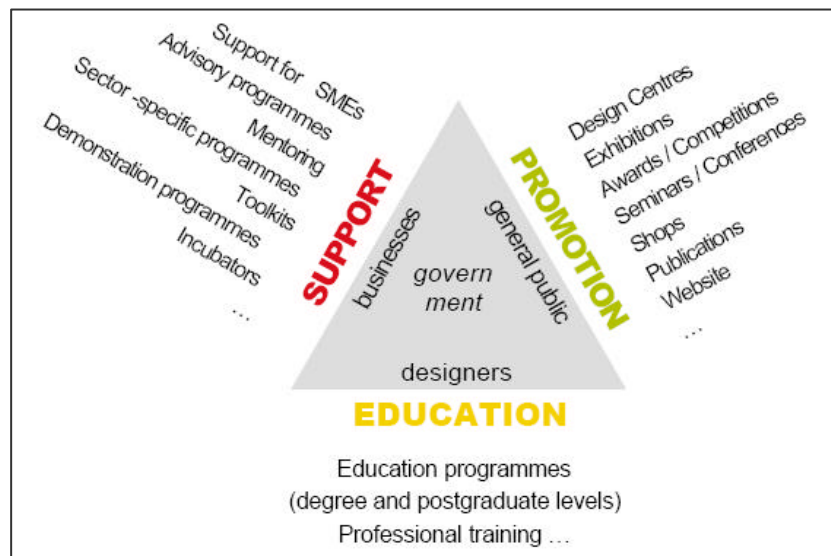 Support for SMEs
Advisory programmes
Mentoring
Sector -specific programmes
Toolkits
Demonstration programmes
Incubators
…
SUPPORT
businesses
govern
ment
general public
designers
PROMOTION
Design Centres
Exhibitions
Awards / Competitions
Seminars / Conferences
Shops
Publications
Website
…
EDUCATION
Education programmes
(degree and postgraduate levels)
Professional training …